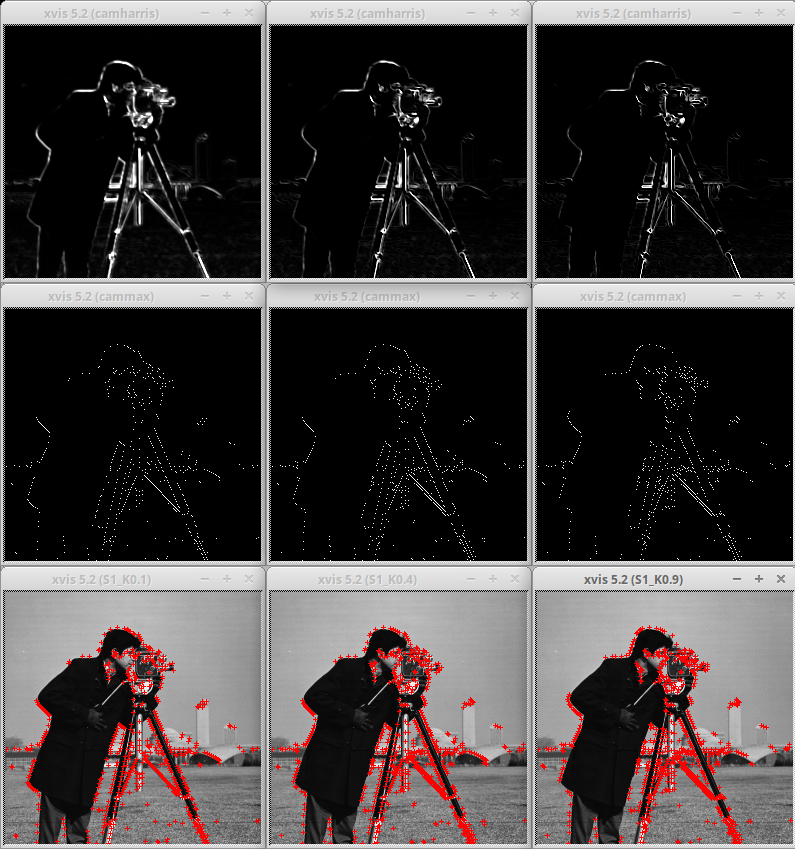 xvis 5.2 (camharris)
xvis 5.2 (camharris)
xvis 5.2 (camharris)
xvis 5.2 (cammax)
xvis 5.2 (cammax)
xvis 5.2 (cammax)
xvis 5.2 (S1_K0.1)
xvis 5.2 (S1_K0.4)
xvis 5.2 (S1_K0.9)